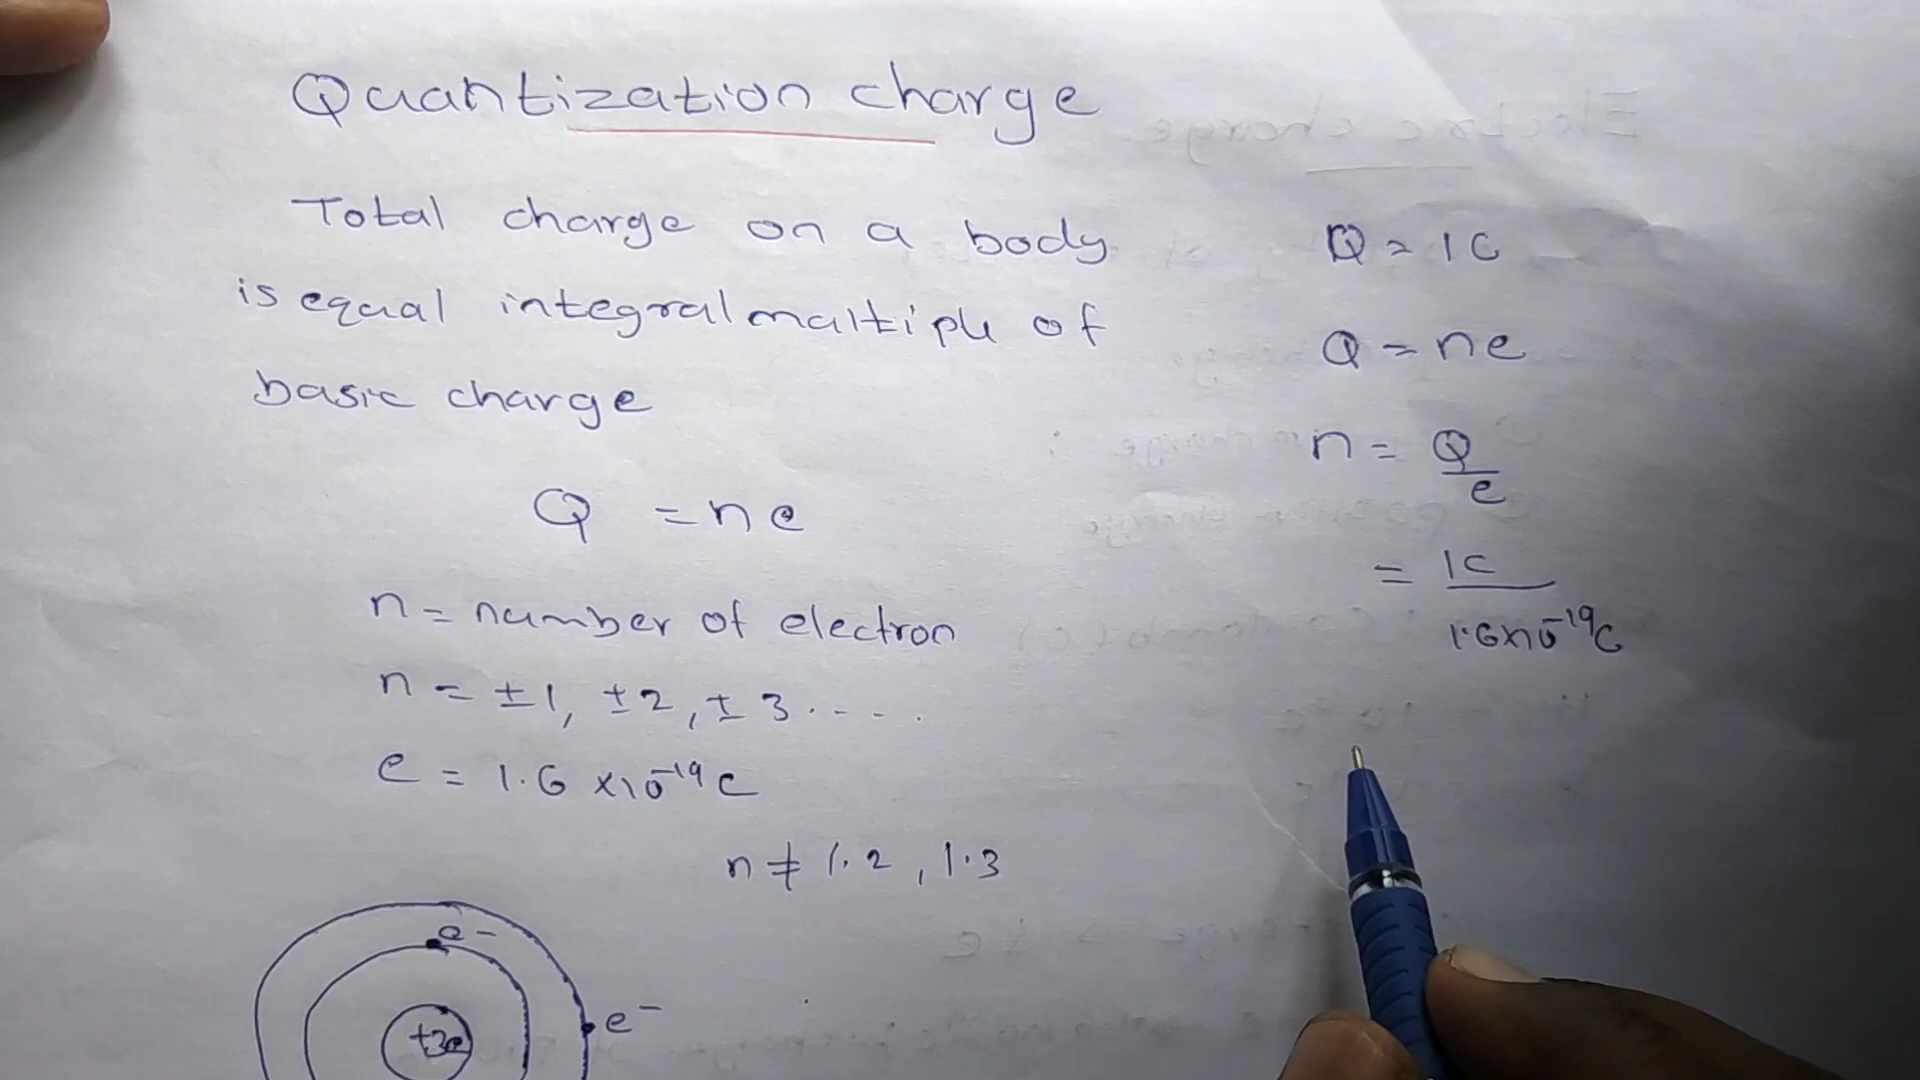 Quantization charge
Total charge on a body
is equal integral multiple of
basic charge
Q = ne
n = number of electron
n = ±1, ±2, ±3 . - - .
e = 1.6 ×10⁻¹⁹ C
n ≠ 1.2, 1.3
e-
e-
+3e
Q = 1C
Q = ne
n = Q/e
= 1C/1.6×10⁻¹⁹C